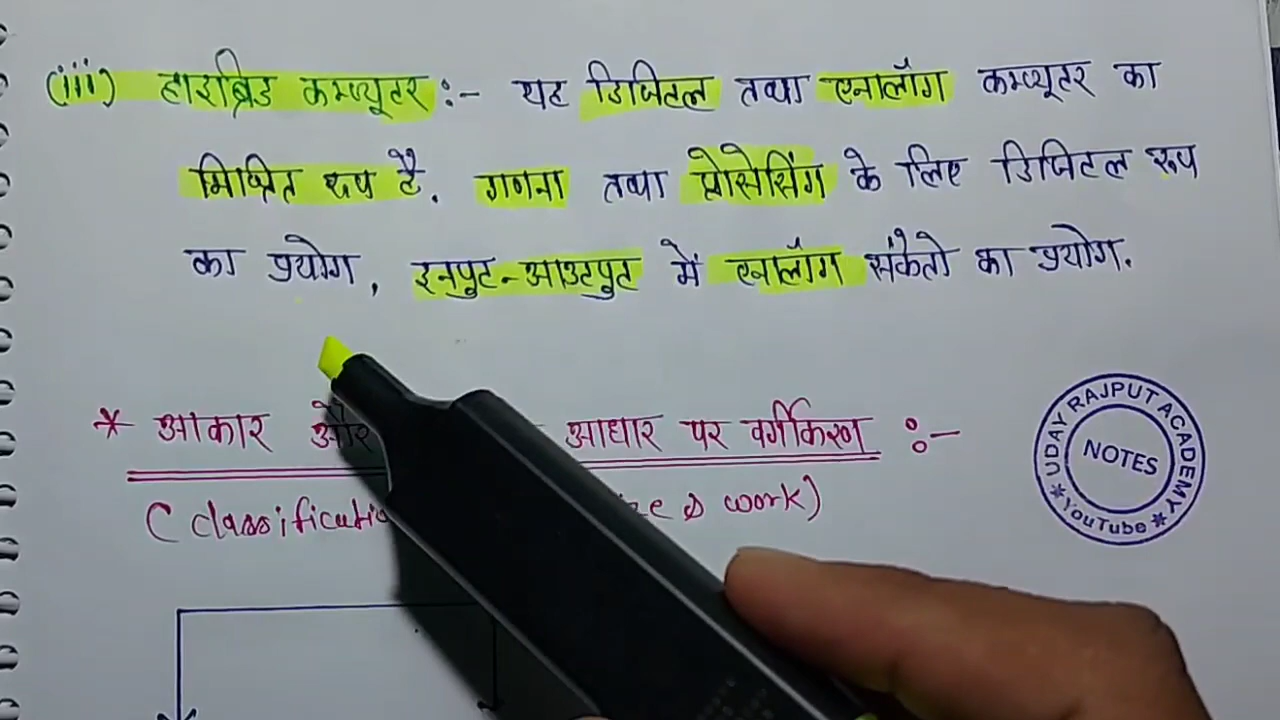 (iii) हाइब्रिड कम्प्यूटर :- यह डिजिटल तथा एनालॉग कम्प्यूटर का
मिश्रित रूप है. गणना तथा प्रोसेसिंग के लिए डिजिटल रूप
का प्रयोग, इनपुट-आउटपुट में एनालॉग संकेतो का प्रयोग.
* आकार और आधार पर वर्गीकरण :-
(classification & work)
UDAY RAJPUT ACADEMY
NOTES
* YouTube *